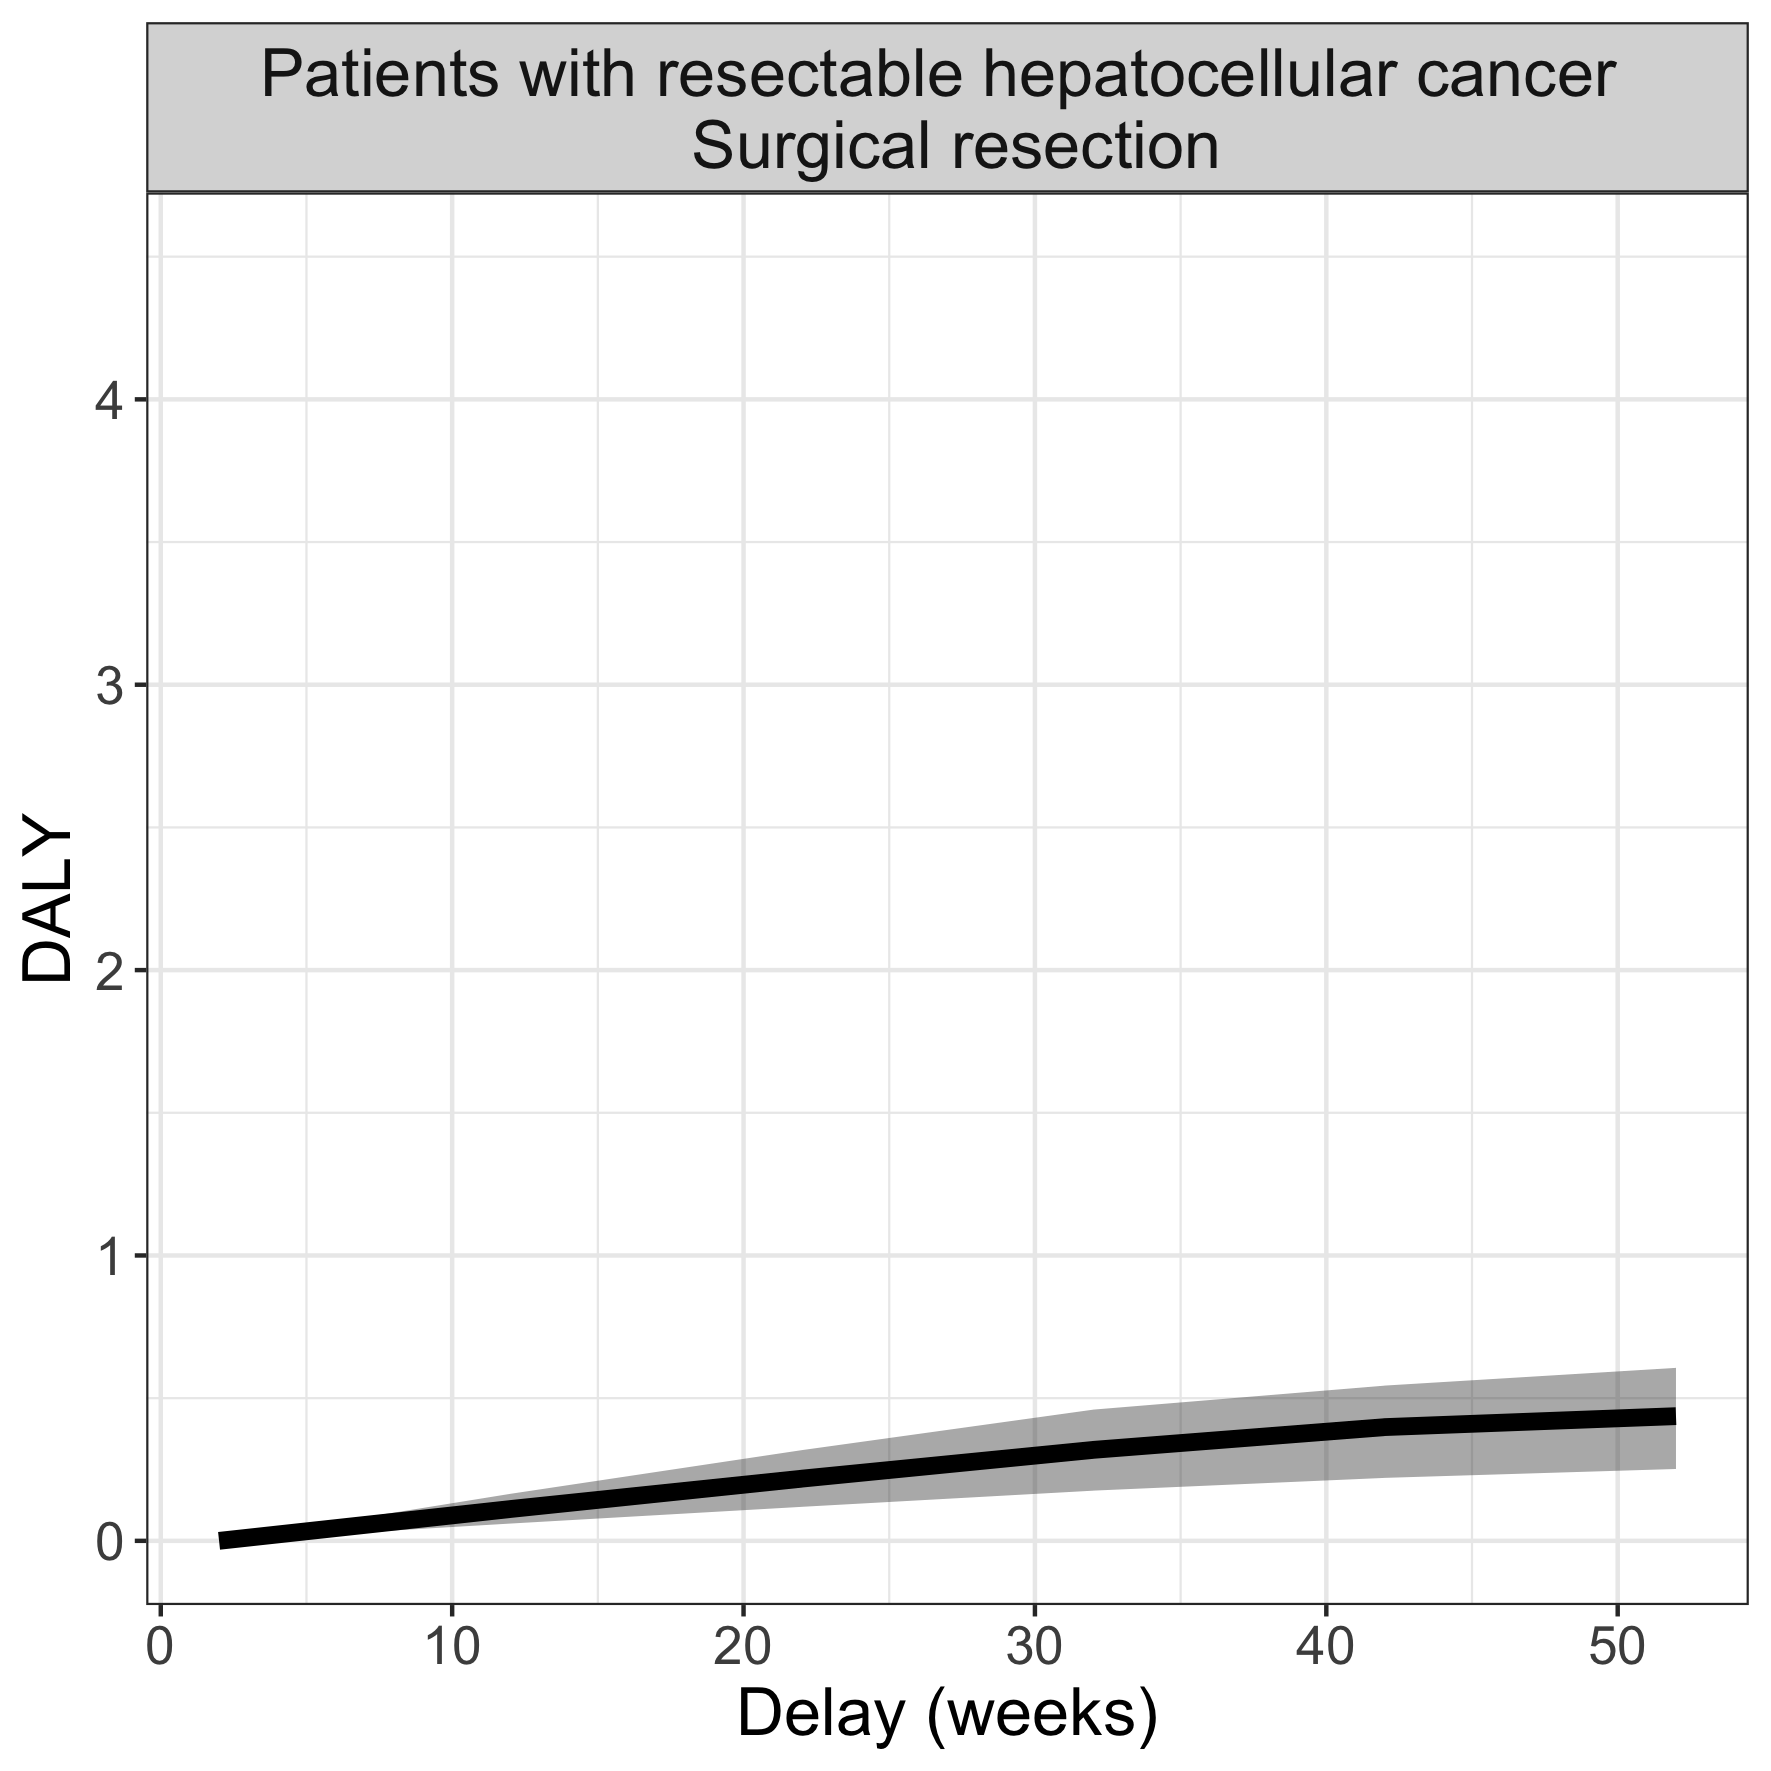 Patients with resectable hepatocellular cancer
Surgical resection
4
3
2
1
0
DALY
0 10 20 30 40 50
Delay (weeks)